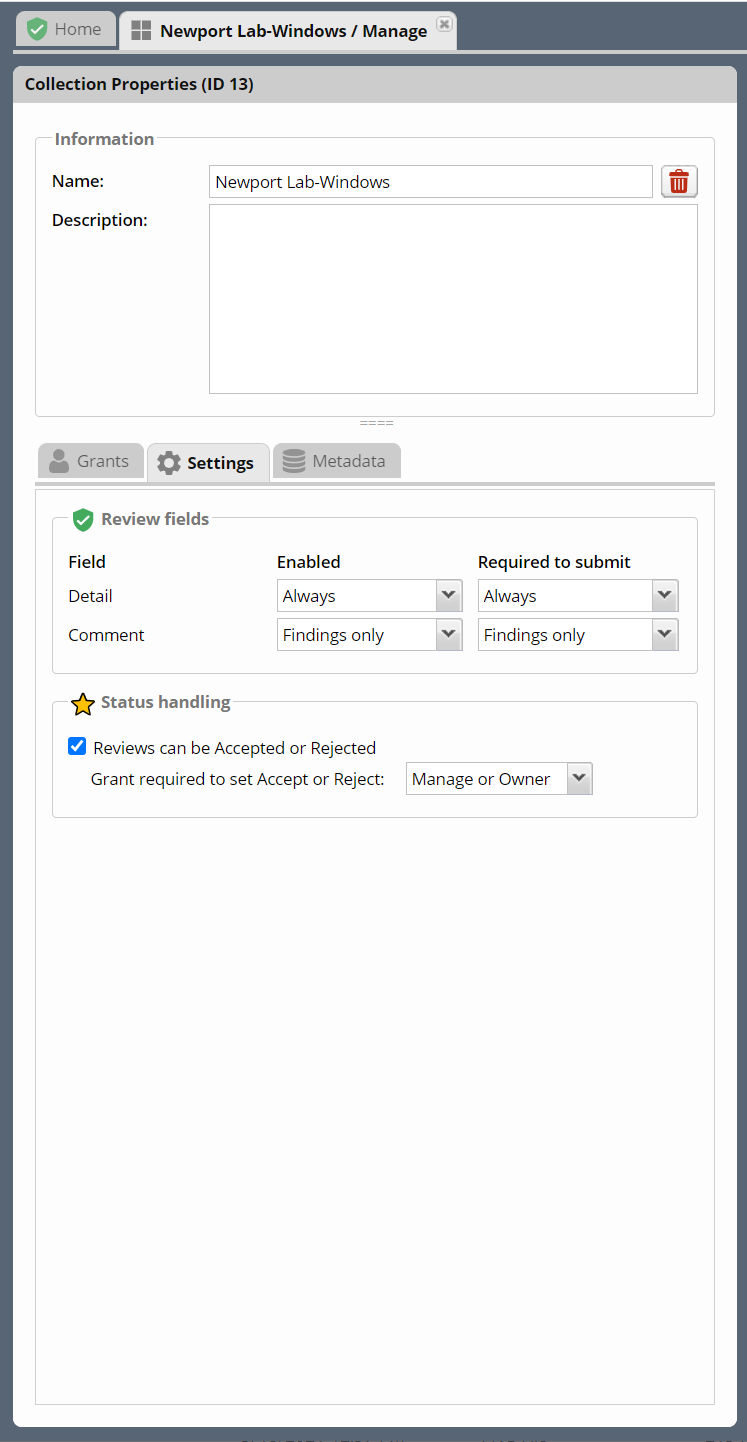 Home
Newport Lab-Windows / Manage
Collection Properties (ID 13)
Information
Name: Newport Lab-Windows
Description:
====
Grants Settings Metadata
Review fields
Field Enabled Required to submit
Detail Always Always
Comment Findings only Findings only
Status handling
Reviews can be Accepted or Rejected
Grant required to set Accept or Reject: Manage or Owner